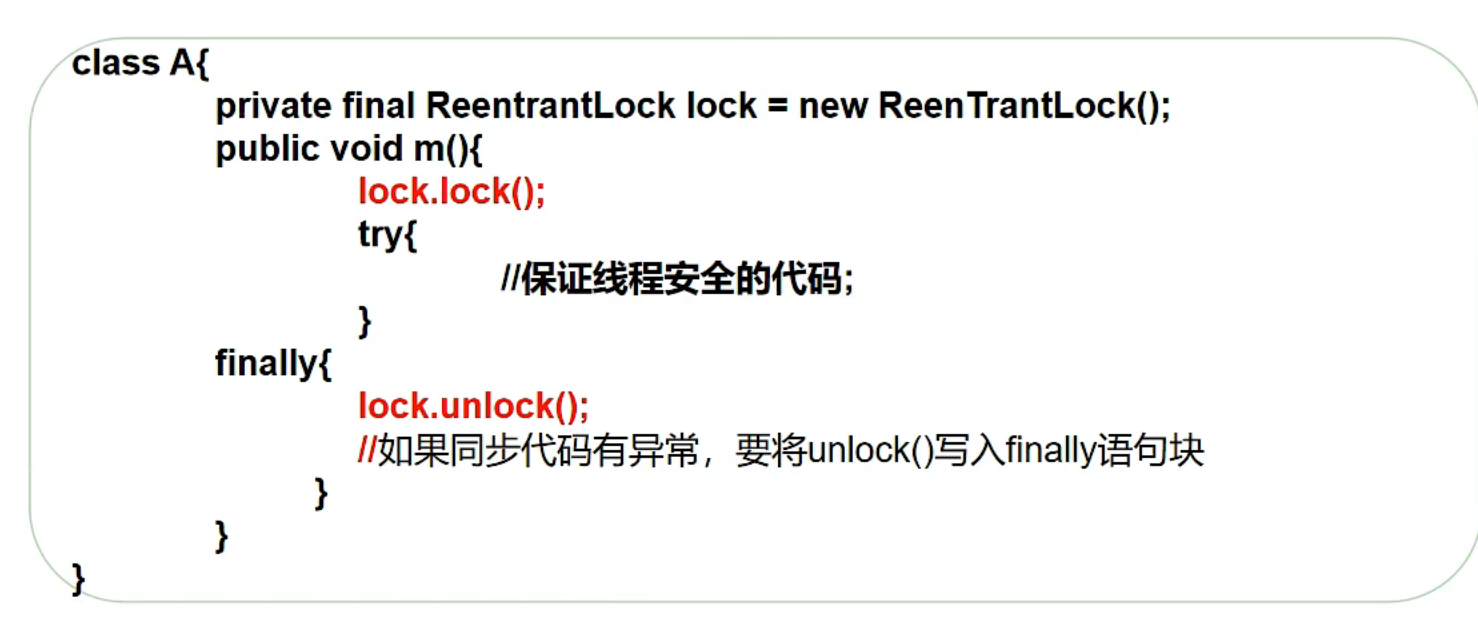 class A{
private final ReentrantLock lock = new ReenTrantLock();
public void m(){
lock.lock();
try{
//保证线程安全的代码;
}
finally{
lock.unlock();
//如果同步代码有异常，要将unlock()写入finally语句块
}
}
}